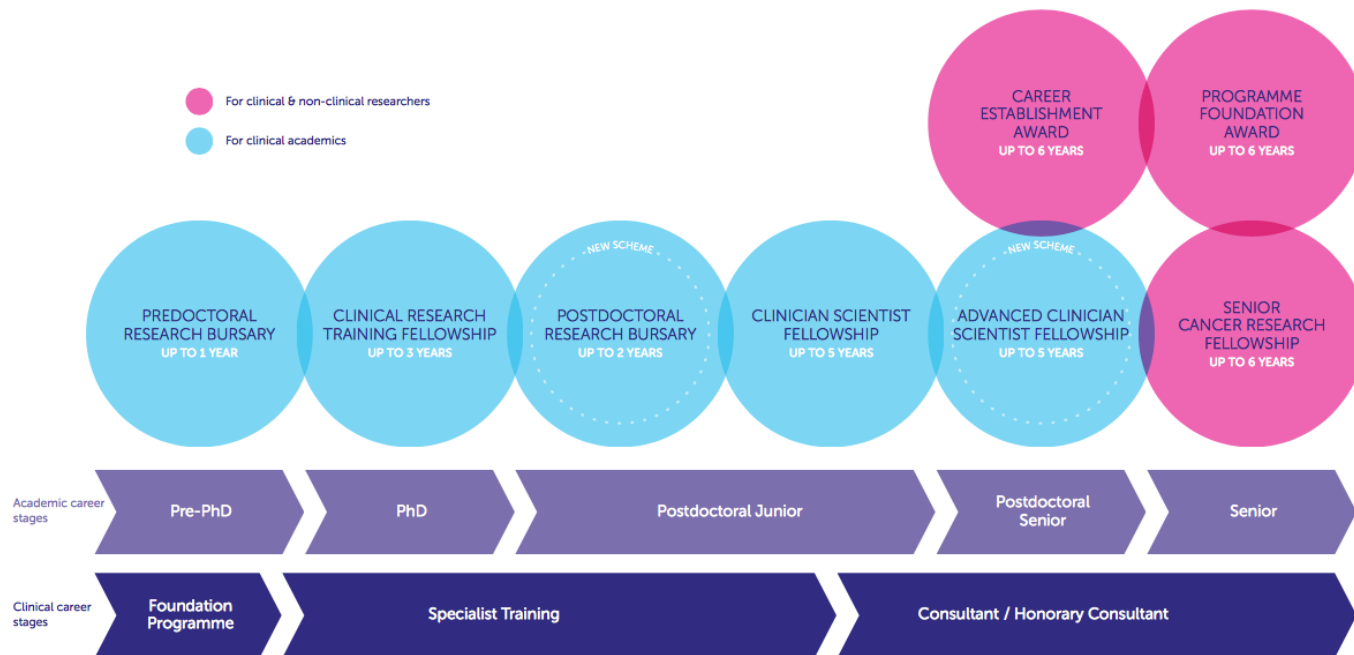 For clinical & non-clinical researchers
For clinical academics
CAREER
ESTABLISHMENT
AWARD
UP TO 6 YEARS
PROGRAMME
FOUNDATION
AWARD
UP TO 6 YEARS
PREDOCTORAL
RESEARCH BURSARY
UP TO 1 YEAR
CLINICAL RESEARCH
TRAINING FELLOWSHIP
UP TO 3 YEARS
NEW SCHEME
POSTDOCTORAL
RESEARCH BURSARY
UP TO 2 YEARS
CLINICIAN SCIENTIST
FELLOWSHIP
UP TO 5 YEARS
NEW SCHEME
ADVANCED CLINICIAN
SCIENTIST FELLOWSHIP
UP TO 5 YEARS
SENIOR
CANCER RESEARCH
FELLOWSHIP
UP TO 6 YEARS
Academic career
stages
Pre-PhD
PhD
Postdoctoral Junior
Postdoctoral
Senior
Senior
Clinical career
stages
Foundation
Programme
Specialist Training
Consultant / Honorary Consultant